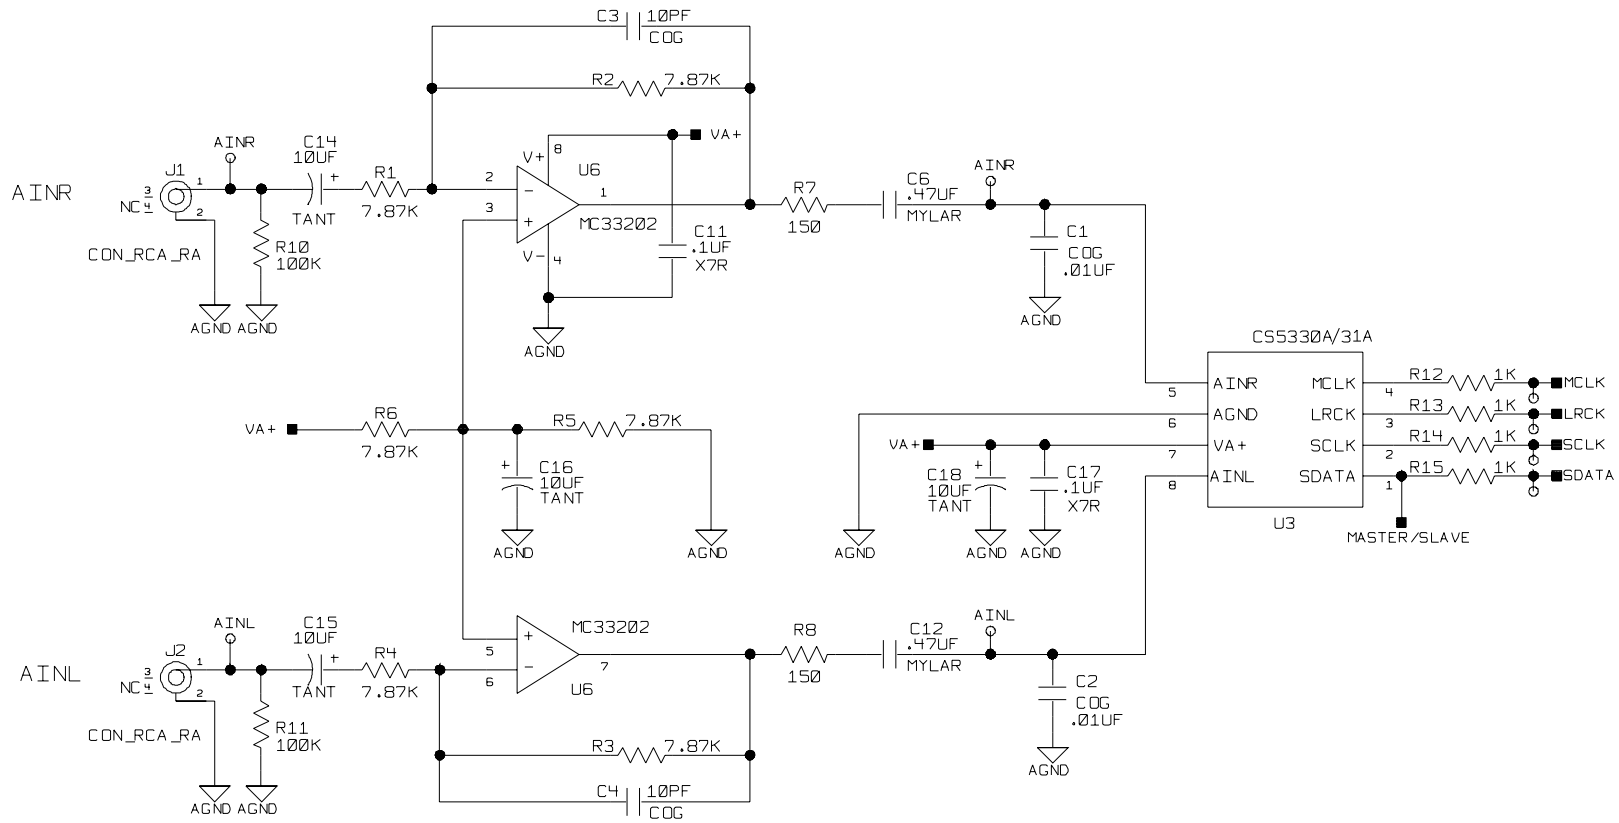 C3 10PF
COG
R2 7.87K
AINR
C14
10UF
+
TANT
R1
7.87K
J1
1
3
NC 4
2
AINR
CON_RCA_RA
R10
100K
AGND AGND
V+
8
VA+
2
-
3
+
U6
1
MC33202
V-
4
AGND
C11
.1UF
X7R
R7
150
C6
.47UF
MYLAR
AINR
C1
COG
.01UF
AGND
CS5330A/31A
5 AINR
6 AGND
7 VA+
8 AINL
MCLK 4
LRCK 3
SCLK 2
SDATA 1
U3
R12 1K MCLK
R13 1K LRCK
R14 1K SCLK
R15 1K SDATA
MASTER/SLAVE
VA+
R6
7.87K
R5 7.87K
+
C16
10UF
TANT
AGND
AGND
VA+
AGND
+
C18
10UF
TANT
AGND
C17
.1UF
X7R
AGND
AINL
C15
10UF
+
TANT
R4
7.87K
J2
1
3
NC 4
2
AINL
CON_RCA_RA
R11
100K
AGND AGND
MC33202
5
+
6
-
7
U6
R3 7.87K
C4 10PF
COG
R8
150
C12
.47UF
MYLAR
AINL
C2
COG
.01UF
AGND